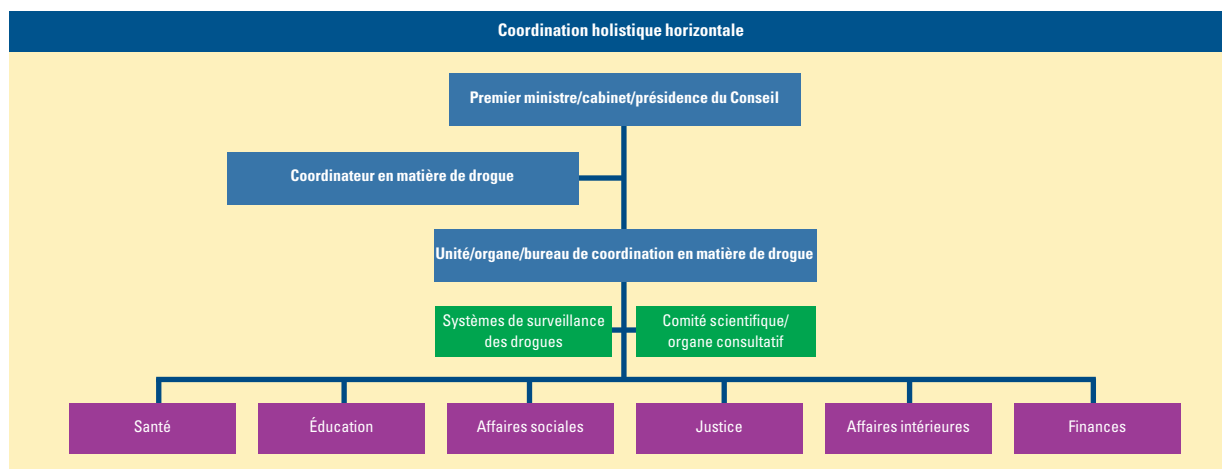 Coordination holistique horizontale
Premier ministre/cabinet/présidence du Conseil
Coordinateur en matière de drogue
Unité/organe/bureau de coordination en matière de drogue
Systèmes de surveillance
des drogues
Comité scientifique/
organe consultatif
Santé
Éducation
Affaires sociales
Justice
Affaires intérieures
Finances